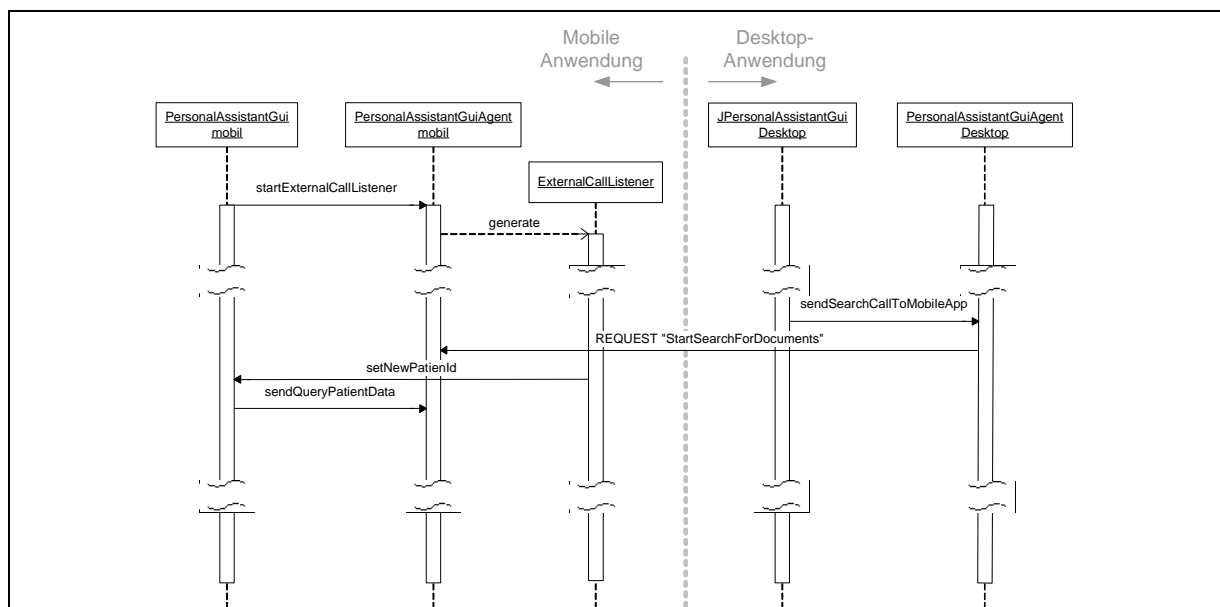 Mobile
Anwendung
Desktop-
Anwendung
PersonalAssistantGui
mobil
PersonalAssistantGuiAgent
mobil
ExternalCallListener
JPersonalAssistantGui
Desktop
PersonalAssistantGuiAgent
Desktop
startExternalCallListener
generate
sendSearchCallToMobileApp
REQUEST "StartSearchForDocuments"
setNewPatienId
sendQueryPatientData